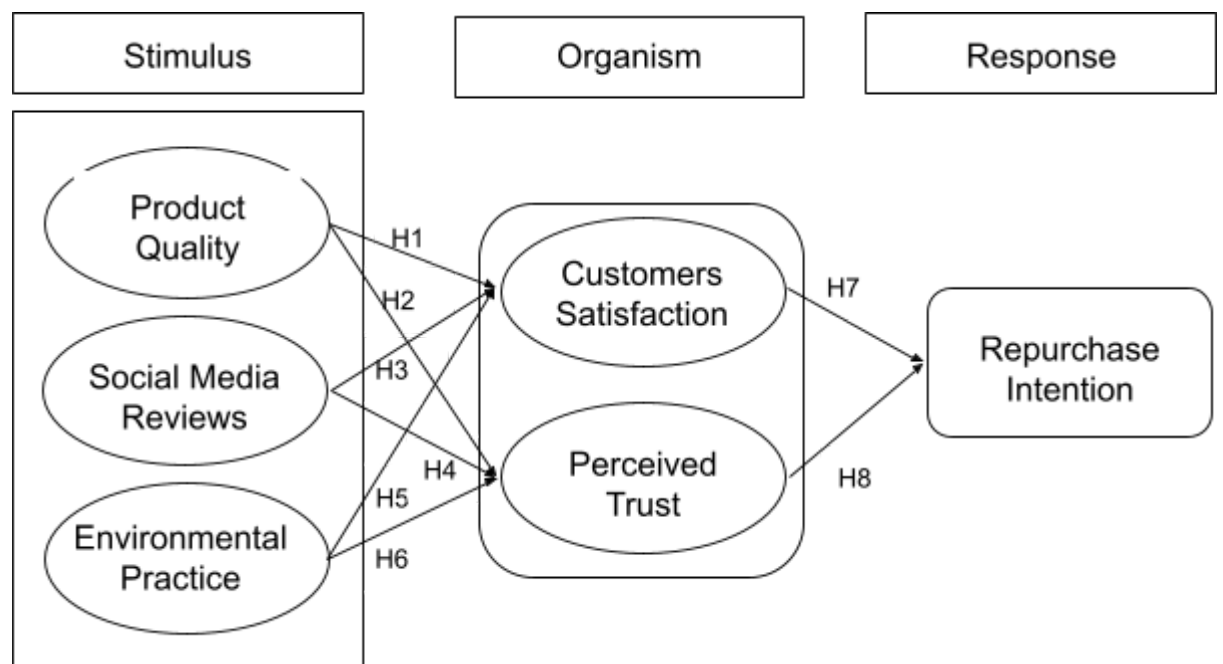 Stimulus
Organism
Response
Product
Quality
H1
H2
Social Media
Reviews
H3
H4
Environmental
Practice
H5
H6
Customers
Satisfaction
Perceived
Trust
H7
H8
Repurchase
Intention